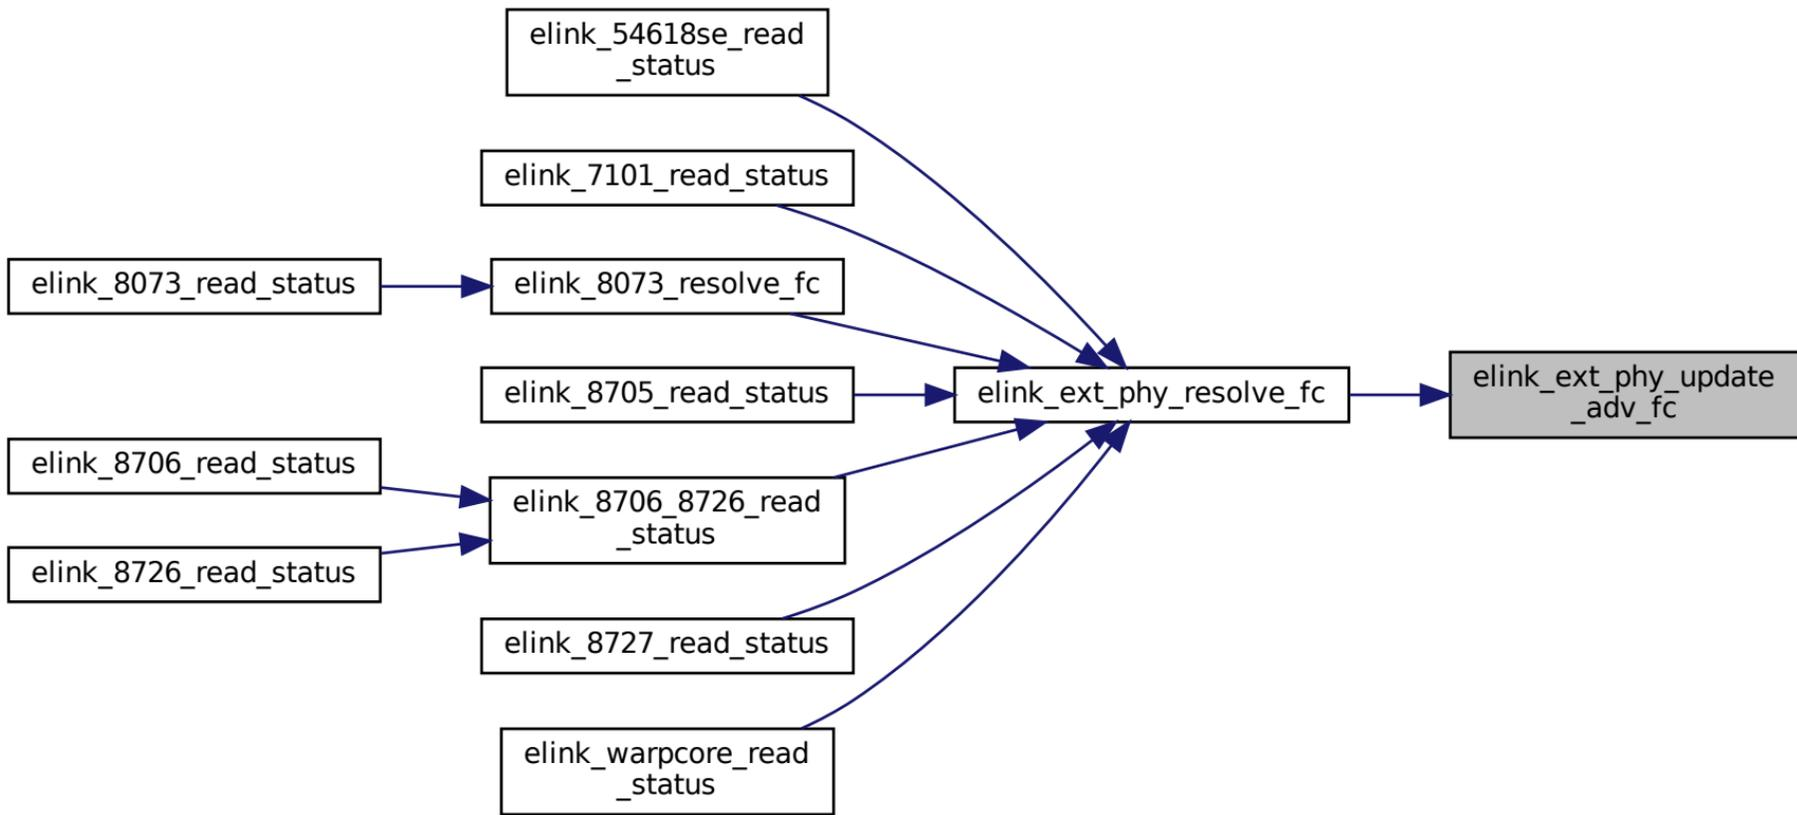 elink_54618se_read
_status
elink_7101_read_status
elink_8073_read_status
elink_8073_resolve_fc
elink_8705_read_status
elink_ext_phy_resolve_fc
elink_ext_phy_update
_adv_fc
elink_8706_read_status
elink_8706_8726_read
_status
elink_8726_read_status
elink_8727_read_status
elink_warpcore_read
_status